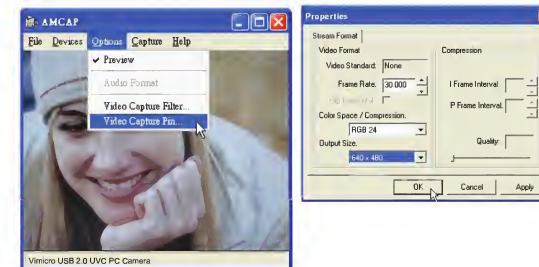 AMCAP
File Devices Options Capture Help
Preview
Audio Format
Video Capture Filter...
Video Capture Pin...
Vimicro USB 2.0 UVC PC Camera
Properties
Stream Format
Video Format
Video Standard: None
Frame Rate: 30.000
Color Space / Compression:
RGB 24
Output Size:
640 x 480
Compression
I Frame Interval
P Frame Interval
Quality
OK Cancel Apply